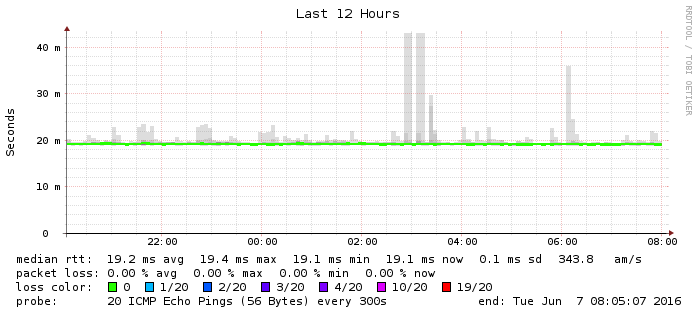 Last 12 Hours
RRDTOOL / TOBI OETIKER
Seconds
40 m
30 m
20 m
10 m
0
22:00 00:00 02:00 04:00 06:00 08:00
median rtt: 19.2 ms avg 19.4 ms max 19.1 ms min 19.1 ms now 0.1 ms sd 343.8 am/s
packet loss: 0.00 % avg 0.00 % max 0.00 % min 0.00 % now
loss color: 0 1/20 2/20 3/20 4/20 10/20 19/20
probe: 20 ICMP Echo Pings (56 Bytes) every 300s end: Tue Jun 7 08:05:07 2016